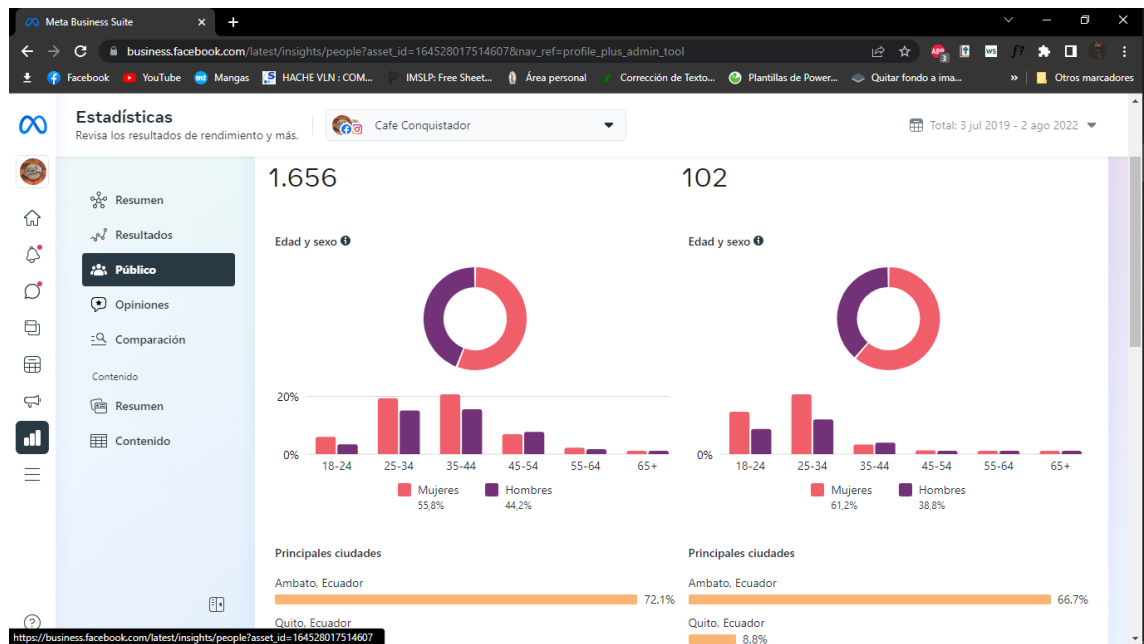 Meta Business Suite
business.facebook.com/latest/insights/people?asset_id=164528017514607&nav_ref=profile_plus_admin_tool
ABP
3
ws
f?
Facebook
YouTube
mt
Mangas
HACHE VLN : COM...
IMSLP: Free Sheet...
Área personal
Corrección de Texto...
Plantillas de Power...
Quitar fondo a ima...
»
Otros marcadores
Estadísticas
Revisa los resultados de rendimiento y más.
Cafe Conquistador
Total: 3 jul 2019 - 2 ago 2022
Resumen
Resultados
Público
Opiniones
Comparación
Contenido
Resumen
Contenido
1.656
Edad y sexo
20%
0%
18-24 25-34 35-44 45-54 55-64 65+
Mujeres Hombres
55,8% 44,2%
Principales ciudades
Ambato, Ecuador
72.1%
Quito, Ecuador
102
Edad y sexo
0%
18-24 25-34 35-44 45-54 55-64 65+
Mujeres Hombres
61,2% 38,8%
Principales ciudades
Ambato, Ecuador
66.7%
Quito, Ecuador
8.8%
https://business.facebook.com/latest/insights/people?asset_id=164528017514607